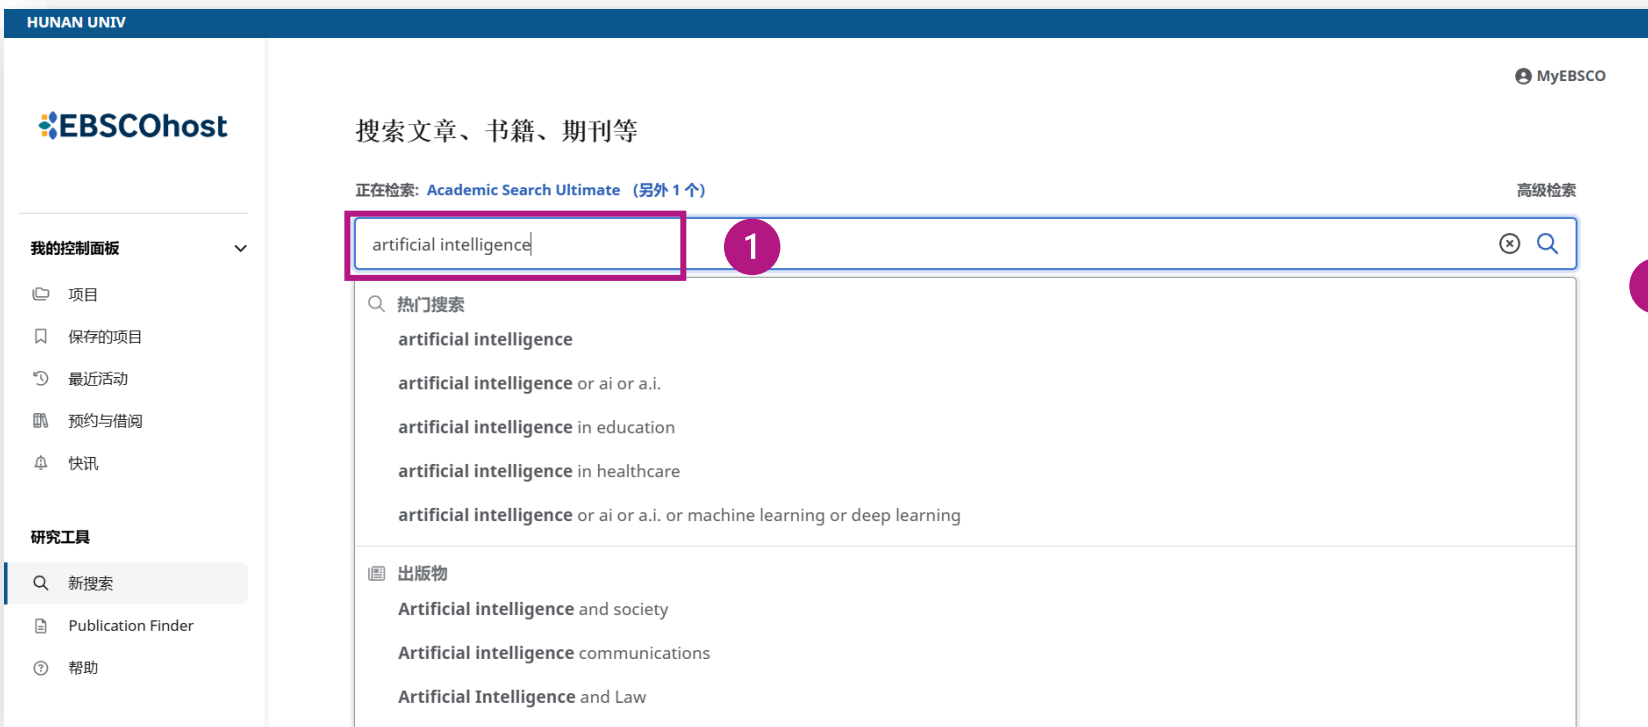 HUNAN UNIV
MyEBSCO
EBSCOhost
搜索文章、书籍、期刊等
正在检索: Academic Search Ultimate (另外 1 个)
高级检索
artificial intelligence
1
我的控制面板
项目
保存的项目
最近活动
预约与借阅
快讯
研究工具
新搜索
Publication Finder
帮助
热门搜索
artificial intelligence
artificial intelligence or ai or a.i.
artificial intelligence in education
artificial intelligence in healthcare
artificial intelligence or ai or a.i. or machine learning or deep learning
出版物
Artificial intelligence and society
Artificial intelligence communications
Artificial Intelligence and Law